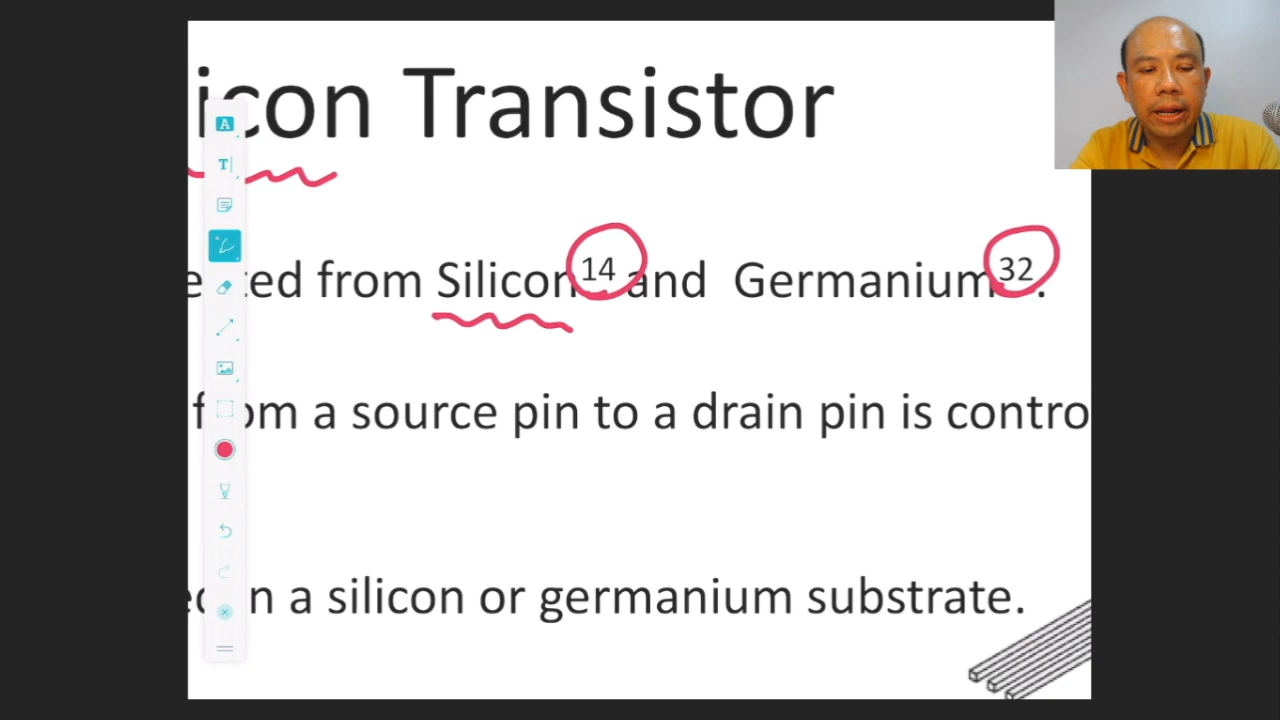 icon Transistor
ted from Silicon 14 and Germanium 32.
from a source pin to a drain pin is contro
n a silicon or germanium substrate.
A
T